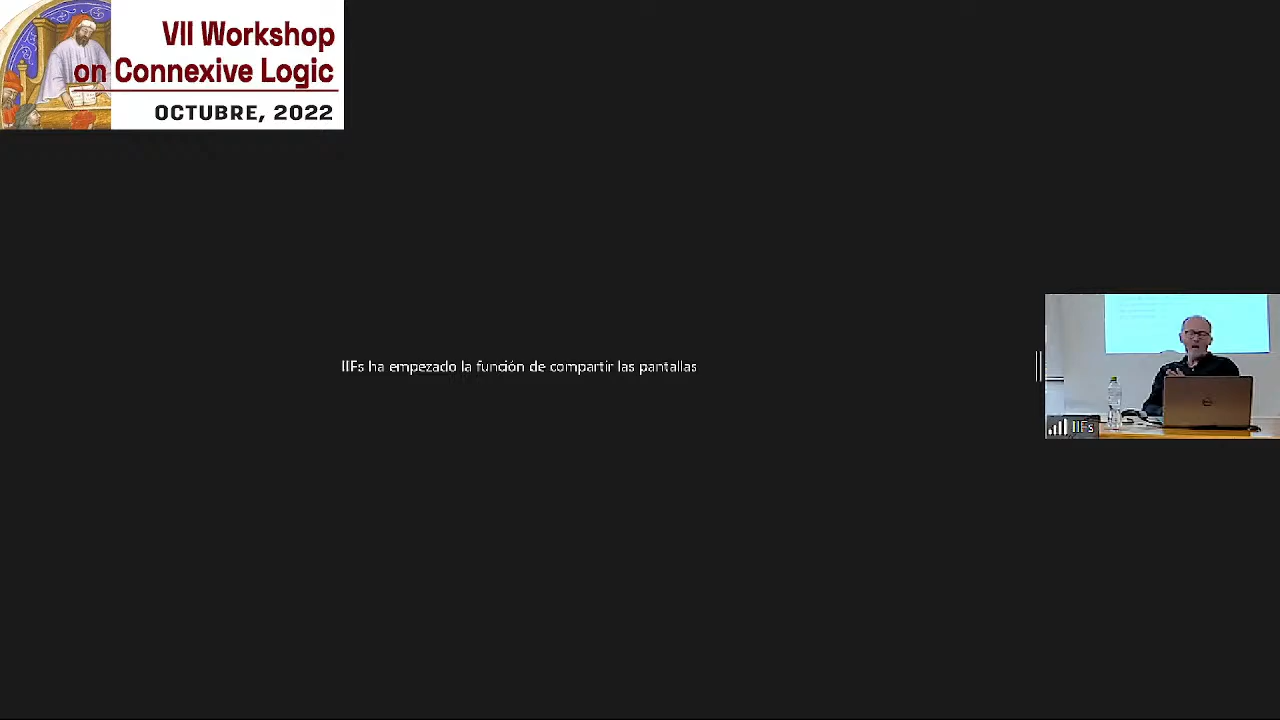 VII Workshop
on Connexive Logic
OCTUBRE, 2022
IIFs ha empezado la función de compartir las pantallas
IIFs